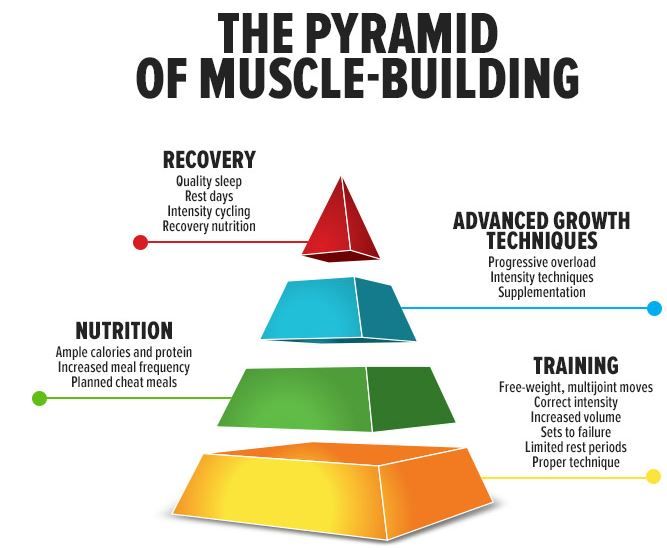 THE PYRAMID
OF MUSCLE-BUILDING
RECOVERY
Quality sleep
Rest days
Intensity cycling
Recovery nutrition
ADVANCED GROWTH
TECHNIQUES
Progressive overload
Intensity techniques
Supplementation
NUTRITION
Ample calories and protein
Increased meal frequency
Planned cheat meals
TRAINING
Free-weight, multijoint moves
Correct intensity
Increased volume
Sets to failure
Limited rest periods
Proper technique